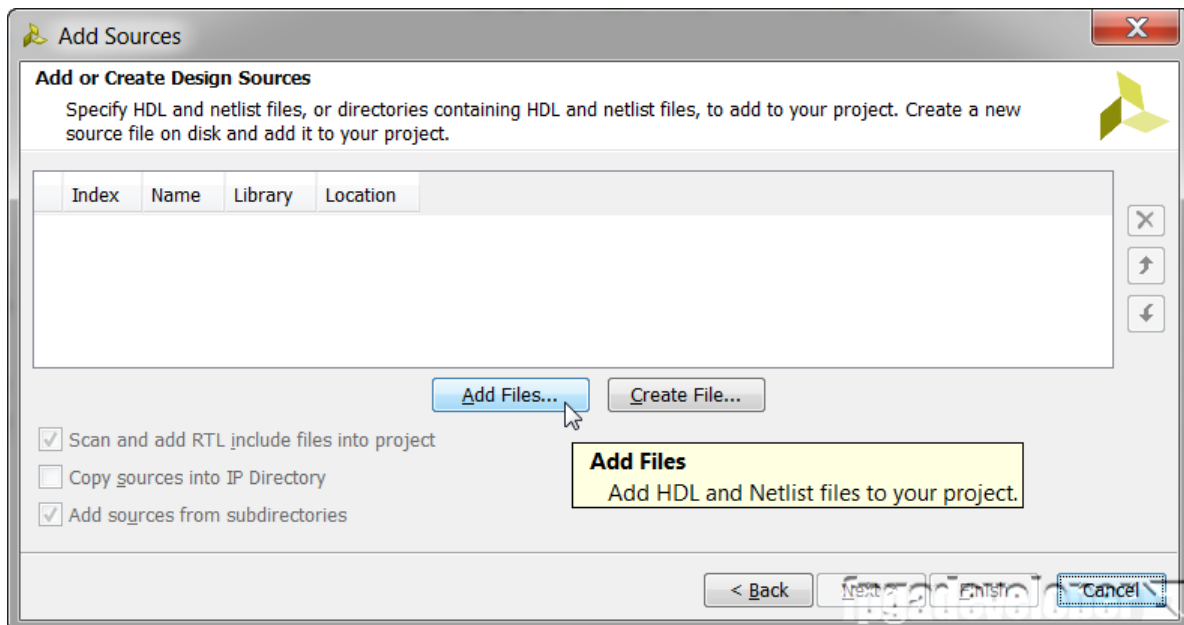 Add Sources
Add or Create Design Sources
Specify HDL and netlist files, or directories containing HDL and netlist files, to add to your project. Create a new
source file on disk and add it to your project.
Index Name Library Location
Add Files... Create File...
Scan and add RTL include files into project
Copy sources into IP Directory
Add sources from subdirectories
Add Files
Add HDL and Netlist files to your project.
< Back Next > Finish Cancel